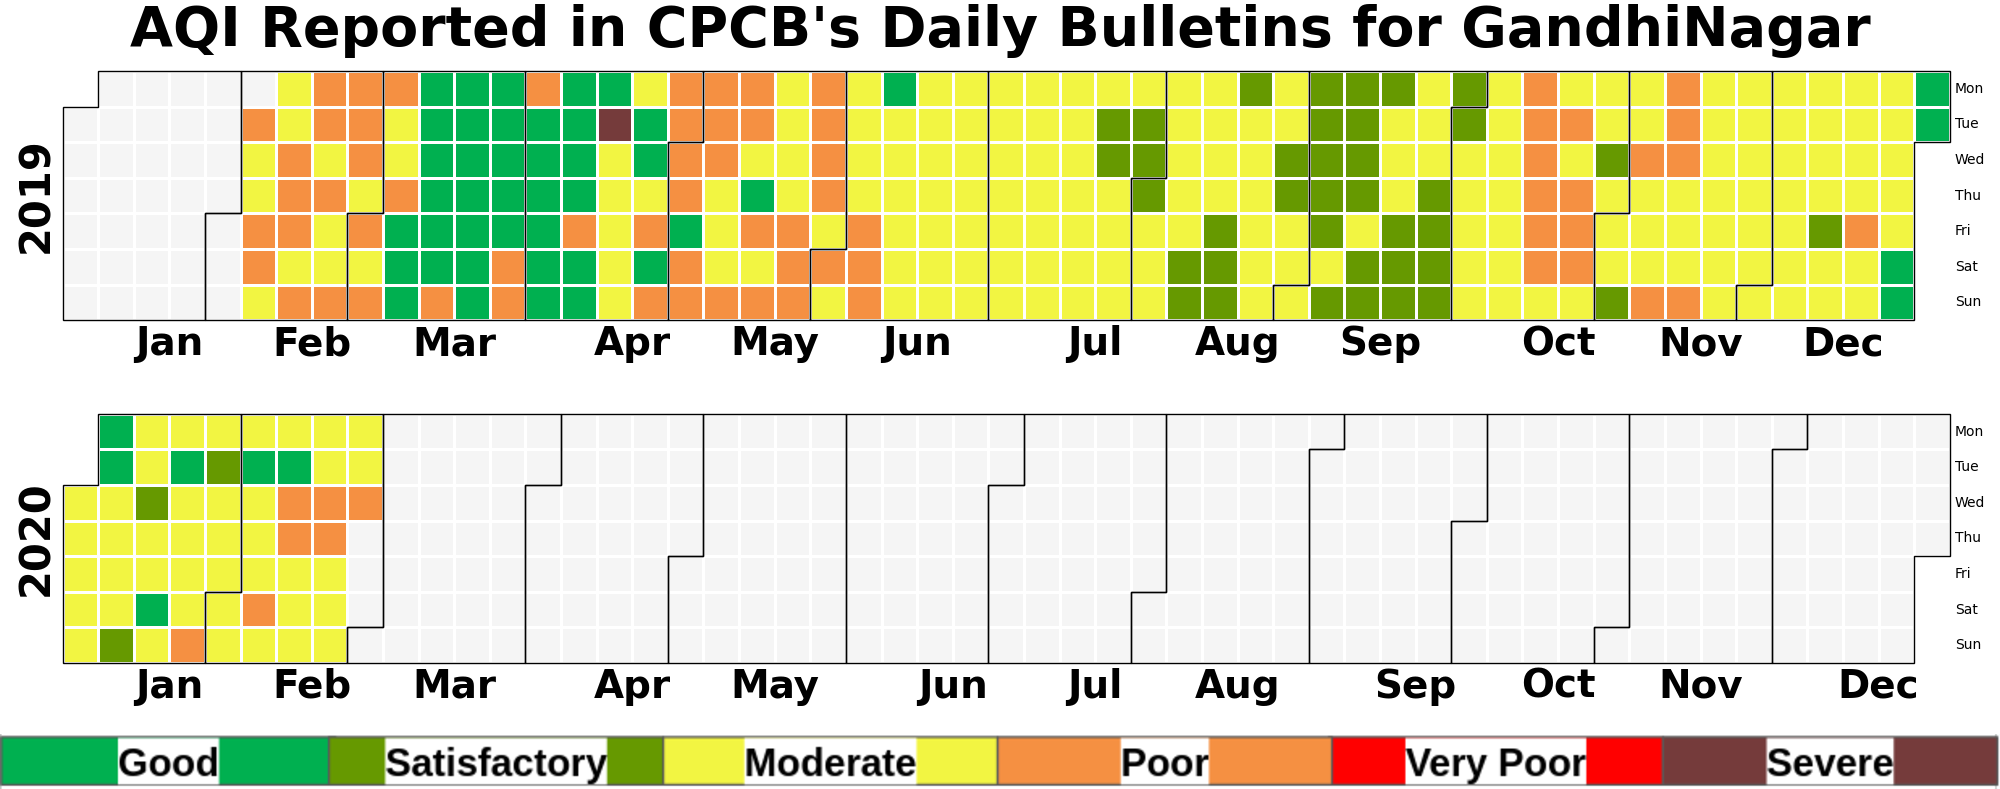 AQI Reported in CPCB's Daily Bulletins for GandhiNagar
2019
Mon
Tue
Wed
Thu
Fri
Sat
Sun
Jan Feb Mar Apr May Jun Jul Aug Sep Oct Nov Dec
2020
Mon
Tue
Wed
Thu
Fri
Sat
Sun
Jan Feb Mar Apr May Jun Jul Aug Sep Oct Nov Dec
Good Satisfactory Moderate Poor Very Poor Severe